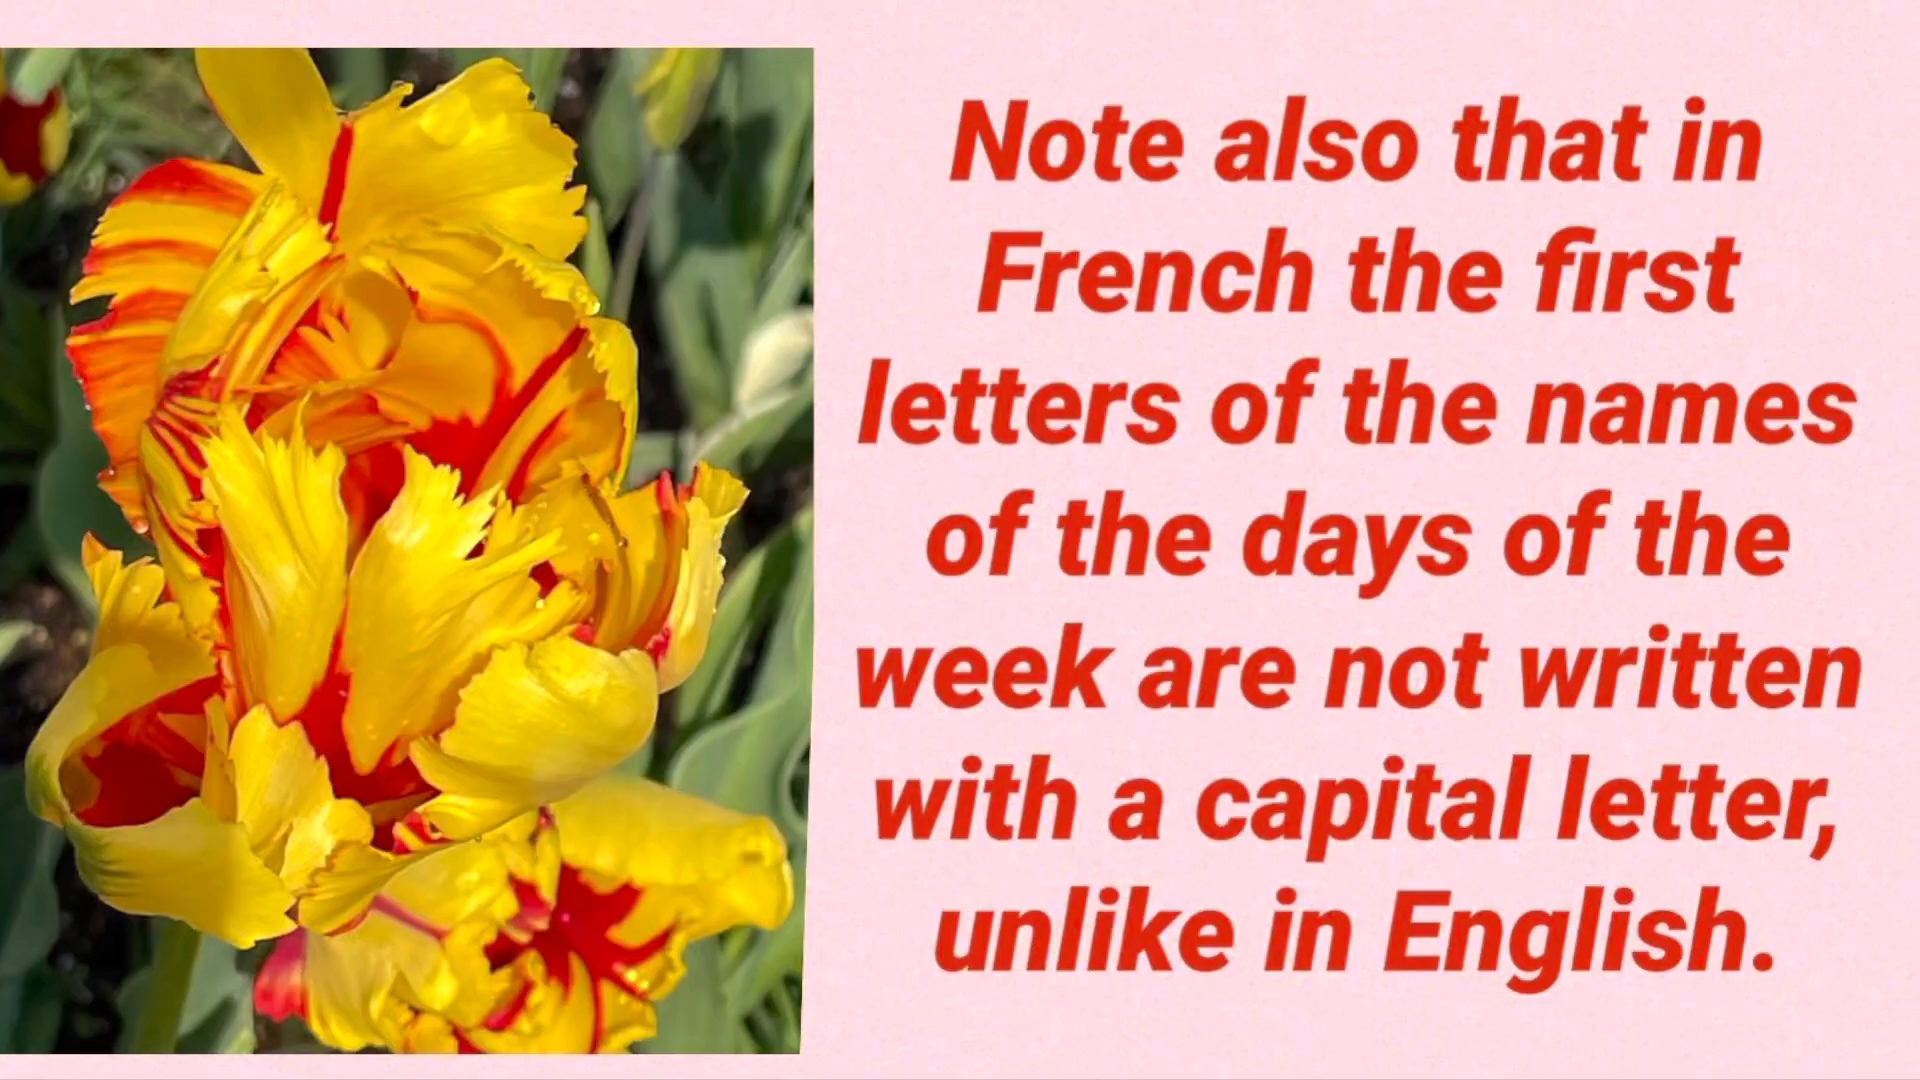 Note also that in
French the first
letters of the names
of the days of the
week are not written
with a capital letter,
unlike in English.